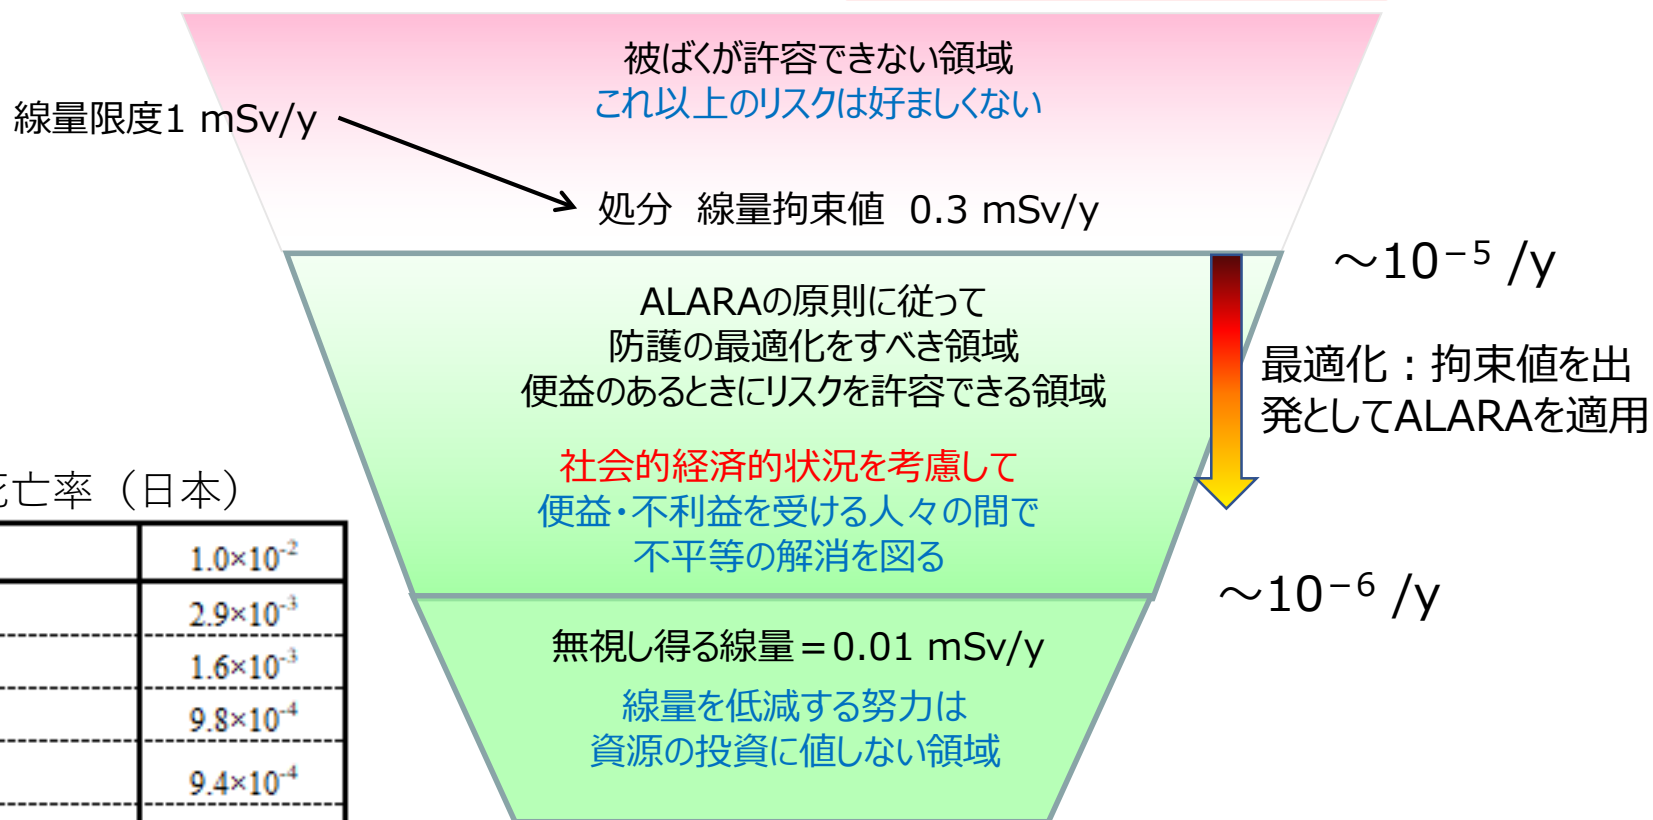 被ばくが許容できない領域
これ以上のリスクは好ましくない
線量限度1 mSv/y
処分 線量拘束値 0.3 mSv/y
～10⁻⁵ /y
ALARAの原則に従って
防護の最適化をすべき領域
便益のあるときにリスクを許容できる領域
最適化：拘束値を出
発としてALARAを適用
社会的経済的状況を考慮して
便益・不利益を受ける人々の間で
不平等の解消を図る
～10⁻⁶ /y
無視し得る線量＝0.01 mSv/y
線量を低減する努力は
資源の投資に値しない領域
死亡率（日本）
1.0×10⁻²
2.9×10⁻³
1.6×10⁻³
9.8×10⁻⁴
9.4×10⁻⁴